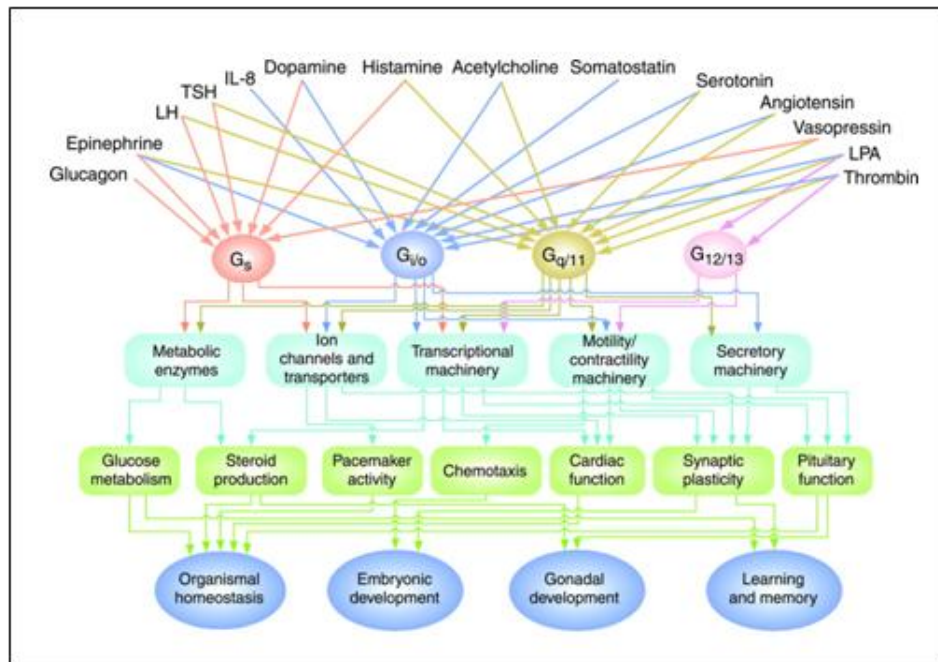 Dopamine
Histamine
Acetylcholine
Somatostatin
IL-8
Serotonin
TSH
Angiotensin
LH
Vasopressin
Epinephrine
LPA
Glucagon
Thrombin
Gs
Gi/o
Gq/11
G12/13
Metabolic
enzymes
Ion
channels and
transporters
Transcriptional
machinery
Motility/
contractility
machinery
Secretory
machinery
Glucose
metabolism
Steroid
production
Pacemaker
activity
Chemotaxis
Cardiac
function
Synaptic
plasticity
Pituitary
function
Organismal
homeostasis
Embryonic
development
Gonadal
development
Learning
and memory